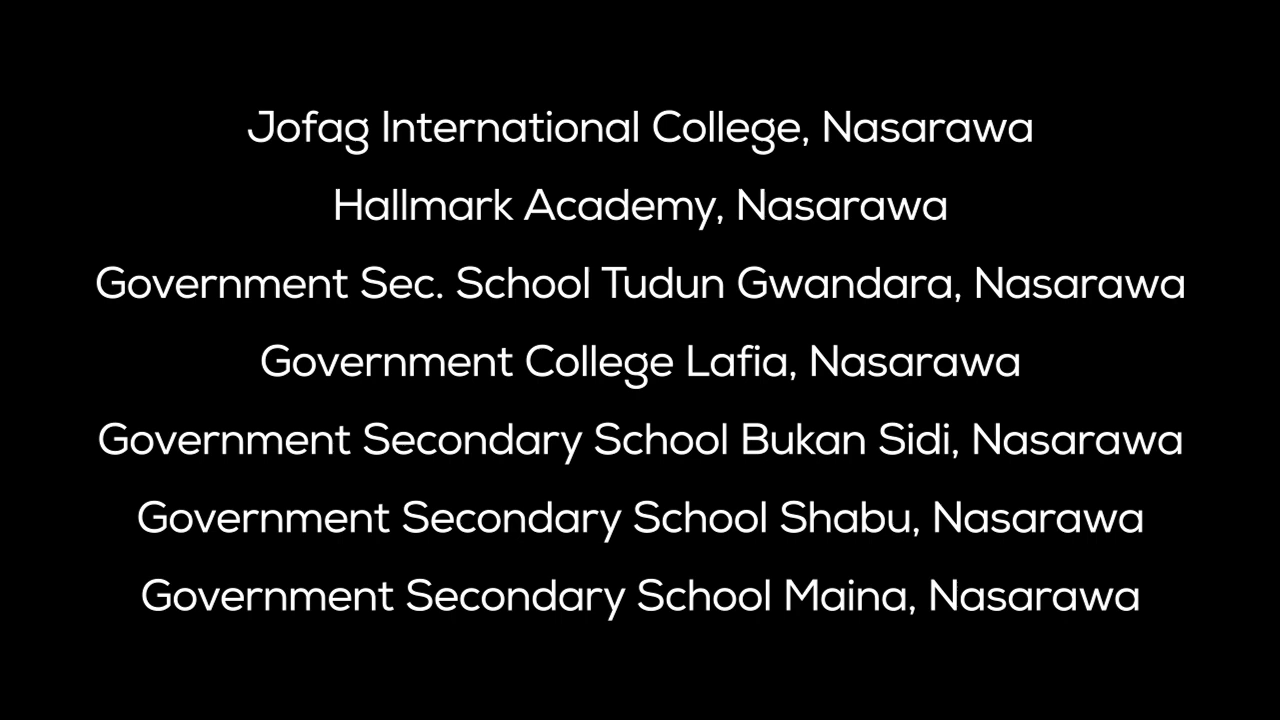 Jofag International College, Nasarawa
Hallmark Academy, Nasarawa
Government Sec. School Tudun Gwandara, Nasarawa
Government College Lafia, Nasarawa
Government Secondary School Bukan Sidi, Nasarawa
Government Secondary School Shabu, Nasarawa
Government Secondary School Maina, Nasarawa